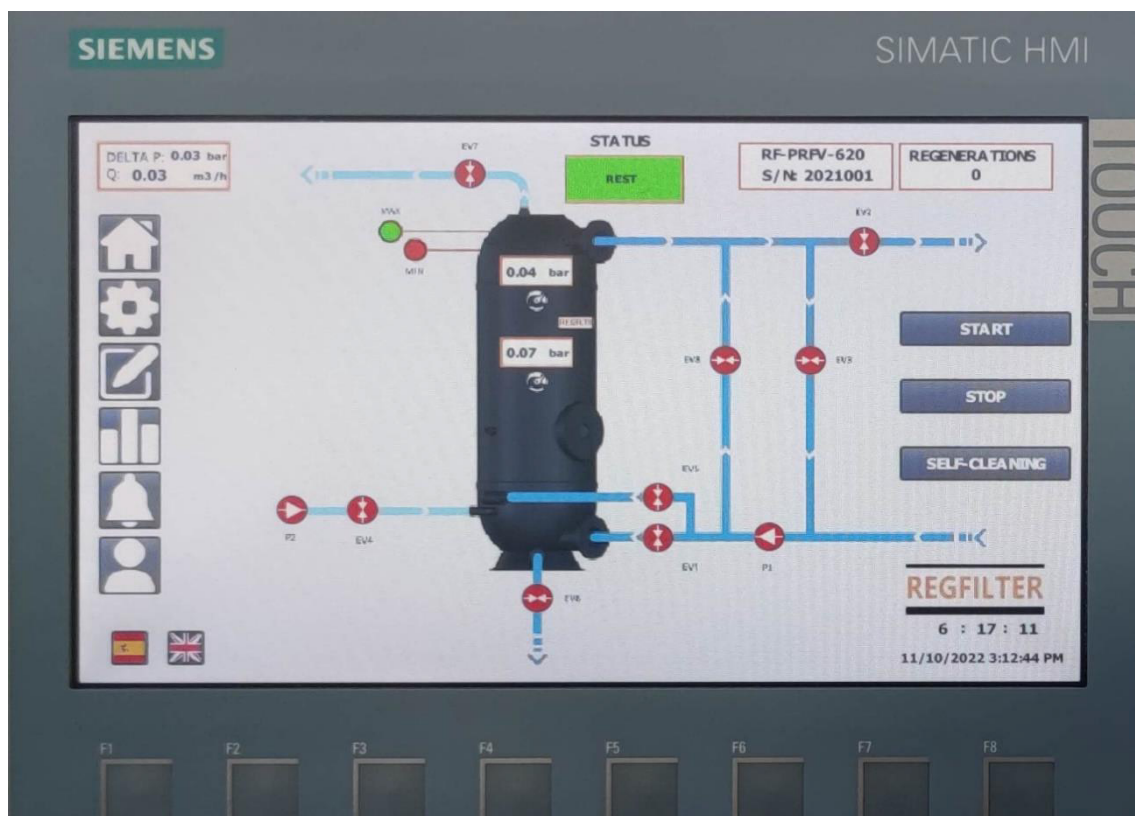 SIEMENS
SIMATIC HMI
TOUCH
DELTA P: 0.03 bar
Q: 0.03 m3/h
EV7
STATUS
REST
RF-PRFV-620
S/N: 2021001
REGENERATIONS
0
MAX
MIN
EV2
0.04 bar
0.07 bar
EV8
EV3
START
STOP
SELF-CLEANING
EV5
P2
EV4
EV1
P1
EV6
REGFILTER
6 : 17 : 11
11/10/2022 3:12:44 PM
F1
F2
F3
F4
F5
F6
F7
F8